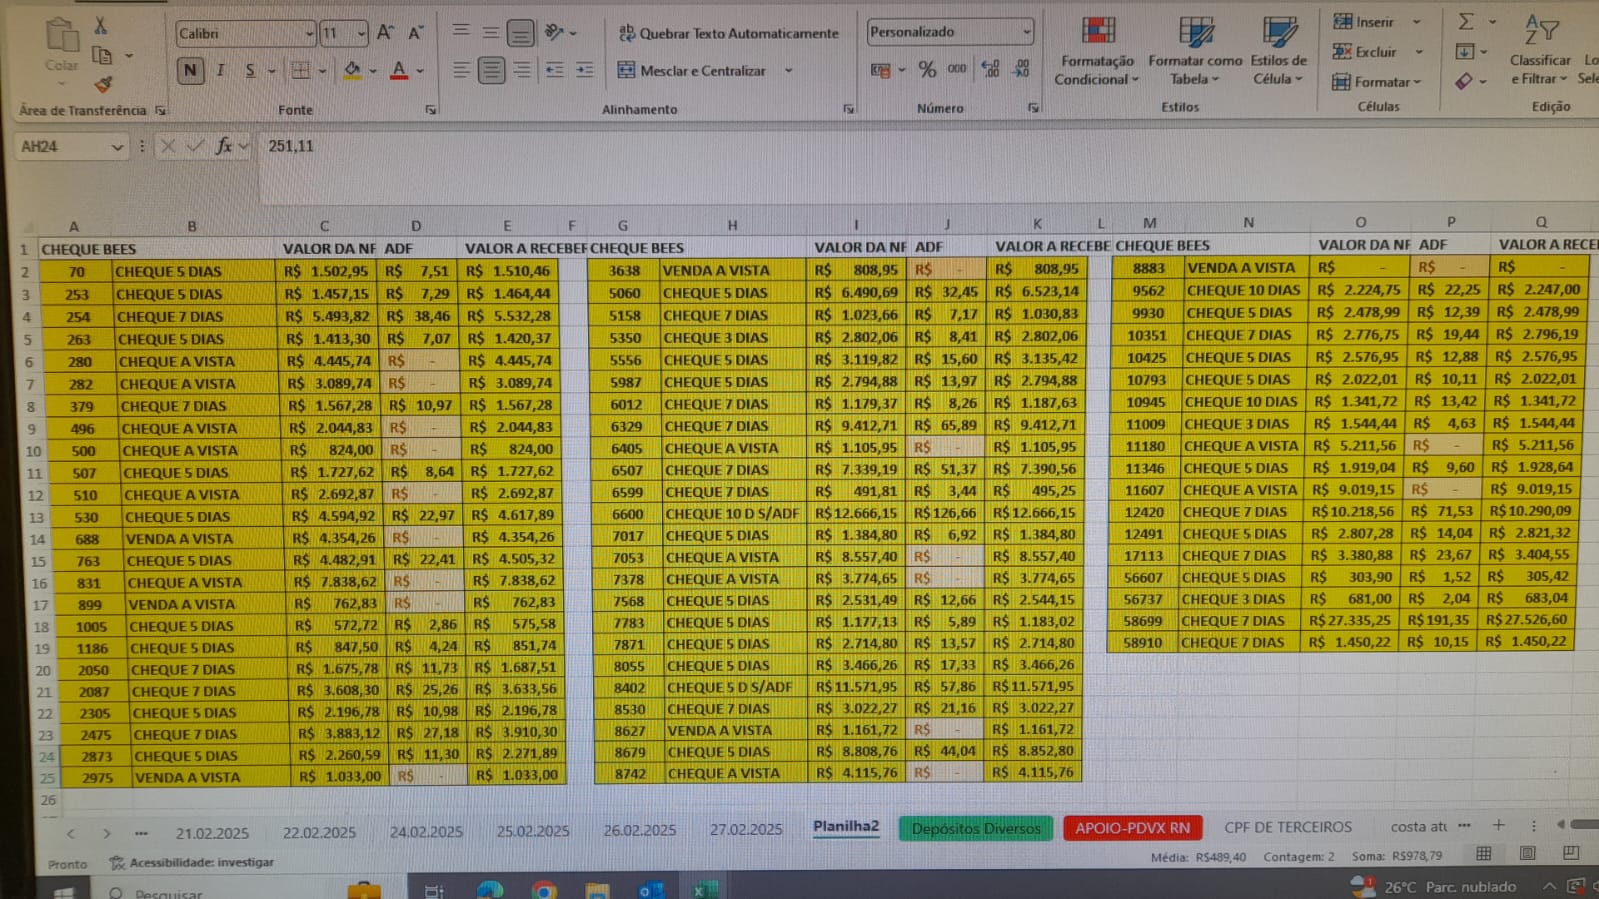 Colar
Calibri 11 A A
ab Quebrar Texto Automaticamente
Personalizado
Formatação Condicional
Formatar como Tabela
Estilos de Célula
Inserir
Excluir
Formatar
Classificar e Filtrar
N I S A
Mesclar e Centralizar
% 000
Área de Transferência Fonte Alinhamento Número Estilos Células Edição
AH24 fx 251,11
A B C D E F G H I J K L M N O P Q
1 CHEQUE BEES VALOR DA NF ADF VALOR A RECEBER CHEQUE BEES VALOR DA NF ADF VALOR A RECEBE CHEQUE BEES VALOR DA NF ADF VALOR A RECE
2 70 CHEQUE 5 DIAS R$ 1.502,95 R$ 7,51 R$ 1.510,46 3638 VENDA A VISTA R$ 808,95 R$ - R$ 808,95 8883 VENDA A VISTA R$ - R$ - R$ -
3 253 CHEQUE 5 DIAS R$ 1.457,15 R$ 7,29 R$ 1.464,44 5060 CHEQUE 5 DIAS R$ 6.490,69 R$ 32,45 R$ 6.523,14 9562 CHEQUE 10 DIAS R$ 2.224,75 R$ 22,25 R$ 2.247,00
4 254 CHEQUE 7 DIAS R$ 5.493,82 R$ 38,46 R$ 5.532,28 5158 CHEQUE 7 DIAS R$ 1.023,66 R$ 7,17 R$ 1.030,83 9930 CHEQUE 5 DIAS R$ 2.478,99 R$ 12,39 R$ 2.478,99
5 263 CHEQUE 5 DIAS R$ 1.413,30 R$ 7,07 R$ 1.420,37 5350 CHEQUE 3 DIAS R$ 2.802,06 R$ 8,41 R$ 2.802,06 10351 CHEQUE 7 DIAS R$ 2.776,75 R$ 19,44 R$ 2.796,19
6 280 CHEQUE A VISTA R$ 4.445,74 R$ - R$ 4.445,74 5556 CHEQUE 5 DIAS R$ 3.119,82 R$ 15,60 R$ 3.135,42 10425 CHEQUE 5 DIAS R$ 2.576,95 R$ 12,88 R$ 2.576,95
7 282 CHEQUE A VISTA R$ 3.089,74 R$ - R$ 3.089,74 5987 CHEQUE 5 DIAS R$ 2.794,88 R$ 13,97 R$ 2.794,88 10793 CHEQUE 5 DIAS R$ 2.022,01 R$ 10,11 R$ 2.022,01
8 379 CHEQUE 7 DIAS R$ 1.567,28 R$ 10,97 R$ 1.567,28 6012 CHEQUE 7 DIAS R$ 1.179,37 R$ 8,26 R$ 1.187,63 10945 CHEQUE 10 DIAS R$ 1.341,72 R$ 13,42 R$ 1.341,72
9 496 CHEQUE A VISTA R$ 2.044,83 R$ - R$ 2.044,83 6329 CHEQUE 7 DIAS R$ 9.412,71 R$ 65,89 R$ 9.412,71 11009 CHEQUE 3 DIAS R$ 1.544,44 R$ 4,63 R$ 1.544,44
10 500 CHEQUE A VISTA R$ 824,00 R$ - R$ 824,00 6405 CHEQUE A VISTA R$ 1.105,95 R$ - R$ 1.105,95 11180 CHEQUE A VISTA R$ 5.211,56 R$ - R$ 5.211,56
11 507 CHEQUE 5 DIAS R$ 1.727,62 R$ 8,64 R$ 1.727,62 6507 CHEQUE 7 DIAS R$ 7.339,19 R$ 51,37 R$ 7.390,56 11346 CHEQUE 5 DIAS R$ 1.919,04 R$ 9,60 R$ 1.928,64
12 510 CHEQUE A VISTA R$ 2.692,87 R$ - R$ 2.692,87 6599 CHEQUE 7 DIAS R$ 491,81 R$ 3,44 R$ 495,25 11607 CHEQUE A VISTA R$ 9.019,15 R$ - R$ 9.019,15
13 530 CHEQUE 5 DIAS R$ 4.594,92 R$ 22,97 R$ 4.617,89 6600 CHEQUE 10 D S/ADF R$ 12.666,15 R$ 126,66 R$ 12.666,15 12420 CHEQUE 7 DIAS R$ 10.218,56 R$ 71,53 R$ 10.290,09
14 688 VENDA A VISTA R$ 4.354,26 R$ - R$ 4.354,26 7017 CHEQUE 5 DIAS R$ 1.384,80 R$ 6,92 R$ 1.384,80 12491 CHEQUE 5 DIAS R$ 2.807,28 R$ 14,04 R$ 2.821,32
15 763 CHEQUE 5 DIAS R$ 4.482,91 R$ 22,41 R$ 4.505,32 7053 CHEQUE A VISTA R$ 8.557,40 R$ - R$ 8.557,40 17113 CHEQUE 7 DIAS R$ 3.380,88 R$ 23,67 R$ 3.404,55
16 831 CHEQUE A VISTA R$ 7.838,62 R$ - R$ 7.838,62 7378 CHEQUE A VISTA R$ 3.774,65 R$ - R$ 3.774,65 56607 CHEQUE 5 DIAS R$ 303,90 R$ 1,52 R$ 305,42
17 899 VENDA A VISTA R$ 762,83 R$ - R$ 762,83 7568 CHEQUE 5 DIAS R$ 2.531,49 R$ 12,66 R$ 2.544,15 56737 CHEQUE 3 DIAS R$ 681,00 R$ 2,04 R$ 683,04
18 1005 CHEQUE 5 DIAS R$ 572,72 R$ 2,86 R$ 575,58 7783 CHEQUE 5 DIAS R$ 1.177,13 R$ 5,89 R$ 1.183,02 58699 CHEQUE 7 DIAS R$ 27.335,25 R$ 191,35 R$ 27.526,60
19 1186 CHEQUE 5 DIAS R$ 847,50 R$ 4,24 R$ 851,74 7871 CHEQUE 5 DIAS R$ 2.714,80 R$ 13,57 R$ 2.714,80 58910 CHEQUE 7 DIAS R$ 1.450,22 R$ 10,15 R$ 1.450,22
20 2050 CHEQUE 7 DIAS R$ 1.675,78 R$ 11,73 R$ 1.687,51 8055 CHEQUE 5 DIAS R$ 3.466,26 R$ 17,33 R$ 3.466,26
21 2087 CHEQUE 7 DIAS R$ 3.608,30 R$ 25,26 R$ 3.633,56 8402 CHEQUE 5 D S/ADF R$ 11.571,95 R$ 57,86 R$ 11.571,95
22 2305 CHEQUE 5 DIAS R$ 2.196,78 R$ 10,98 R$ 2.196,78 8530 CHEQUE 7 DIAS R$ 3.022,27 R$ 21,16 R$ 3.022,27
23 2475 CHEQUE 7 DIAS R$ 3.883,12 R$ 27,18 R$ 3.910,30 8627 VENDA A VISTA R$ 1.161,72 R$ - R$ 1.161,72
24 2873 CHEQUE 5 DIAS R$ 2.260,59 R$ 11,30 R$ 2.271,89 8679 CHEQUE 5 DIAS R$ 8.808,76 R$ 44,04 R$ 8.852,80
25 2975 VENDA A VISTA R$ 1.033,00 R$ - R$ 1.033,00 8742 CHEQUE A VISTA R$ 4.115,76 R$ - R$ 4.115,76
26
21.02.2025 22.02.2025 24.02.2025 25.02.2025 26.02.2025 27.02.2025 Planilha2 Depósitos Diversos APOIO-PDVX RN CPF DE TERCEIROS costa atu
Pronto Acessibilidade: investigar Média: R$489,40 Contagem: 2 Soma: R$978,79
Pesquisar 26°C Parc. nublado